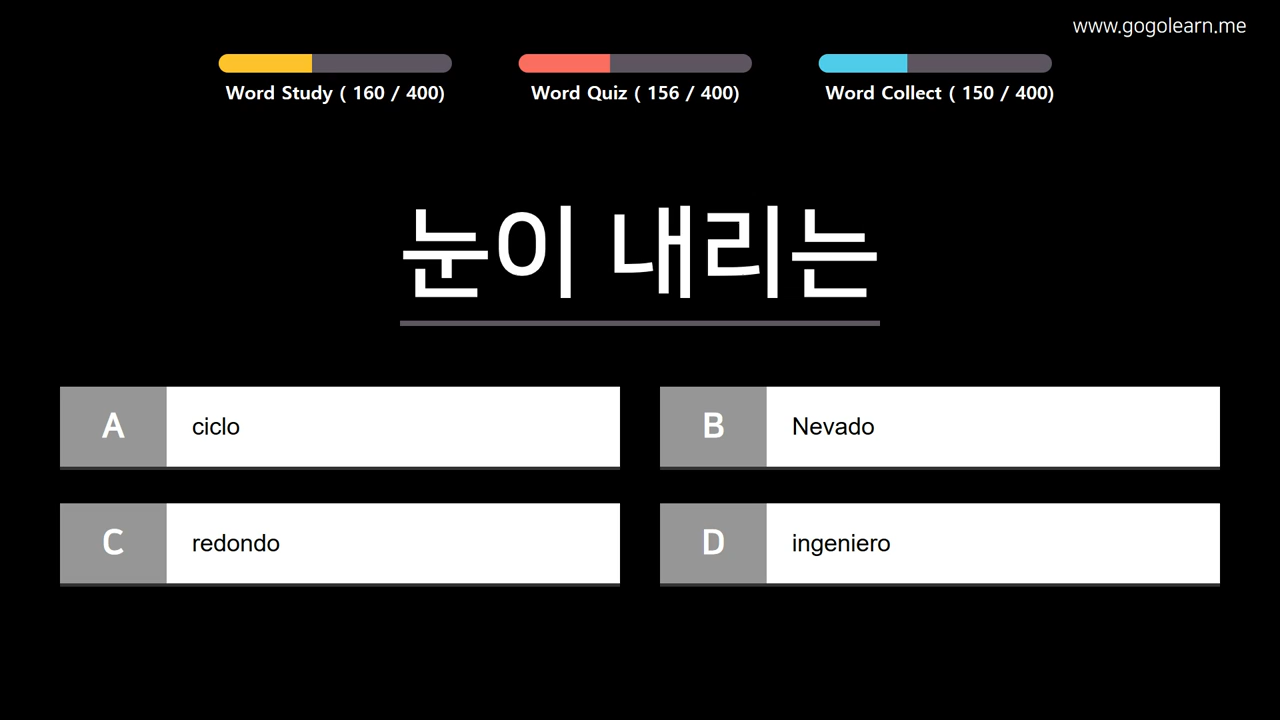 www.gogolearn.me
Word Study ( 160 / 400)
Word Quiz ( 156 / 400)
Word Collect ( 150 / 400)
눈이 내리는
A
ciclo
B
Nevado
C
redondo
D
ingeniero